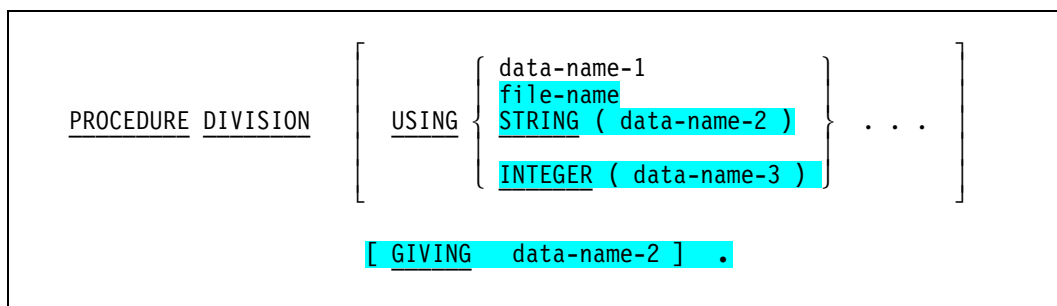 data-name-1
file-name
PROCEDURE DIVISION USING STRING ( data-name-2 ) . . .
INTEGER ( data-name-3 )
[ GIVING data-name-2 ] .